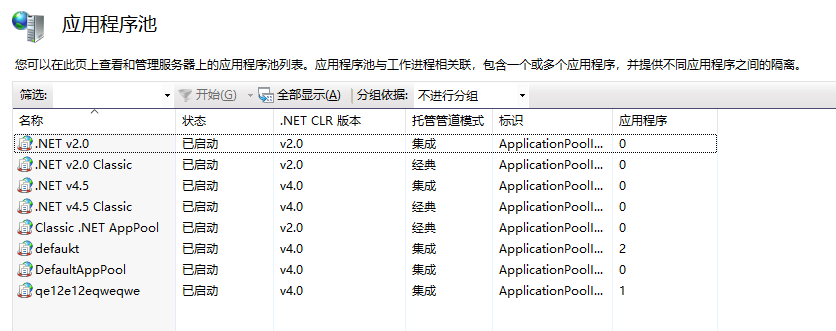 应用程序池
您可以在此页上查看和管理服务器上的应用程序池列表。应用程序池与工作进程相关联，包含一个或多个应用程序，并提供不同应用程序之间的隔离。
筛选: 开始(G) 全部显示(A) 分组依据: 不进行分组
名称 状态 .NET CLR 版本 托管管道模式 标识 应用程序
.NET v2.0 已启动 v2.0 集成 ApplicationPoolI... 0
.NET v2.0 Classic 已启动 v2.0 经典 ApplicationPoolI... 0
.NET v4.5 已启动 v4.0 集成 ApplicationPoolI... 0
.NET v4.5 Classic 已启动 v4.0 经典 ApplicationPoolI... 0
Classic .NET AppPool 已启动 v2.0 经典 ApplicationPoolI... 0
defaukt 已启动 v4.0 集成 ApplicationPoolI... 2
DefaultAppPool 已启动 v4.0 集成 ApplicationPoolI... 0
qe12e12eqweqwe 已启动 v4.0 集成 ApplicationPoolI... 1